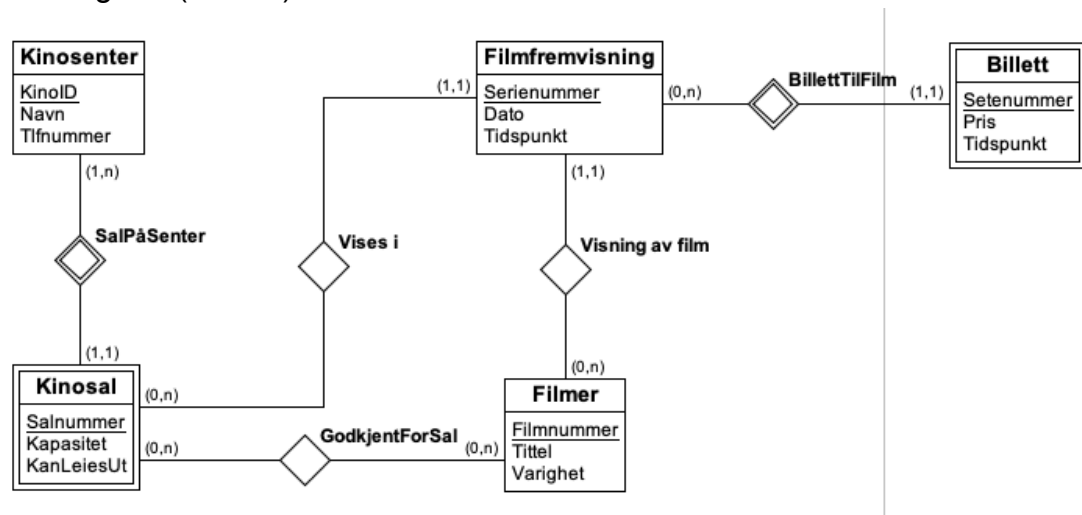 Kinosenter
KinoID
Navn
Tlfnummer
(1,n)
SalPåSenter
(1,1)
Kinosal
Salnummer
Kapasitet
KanLeiesUt
(0,n)
(0,n)
Vises i
(1,1)
GodkjentForSal
(0,n)
Filmfremvisning
Serienummer
Dato
Tidspunkt
(1,1)
Visning av film
(0,n)
Filmer
Filmnummer
Tittel
Varighet
(0,n)
BillettTilFilm
(1,1)
Billett
Setenummer
Pris
Tidspunkt